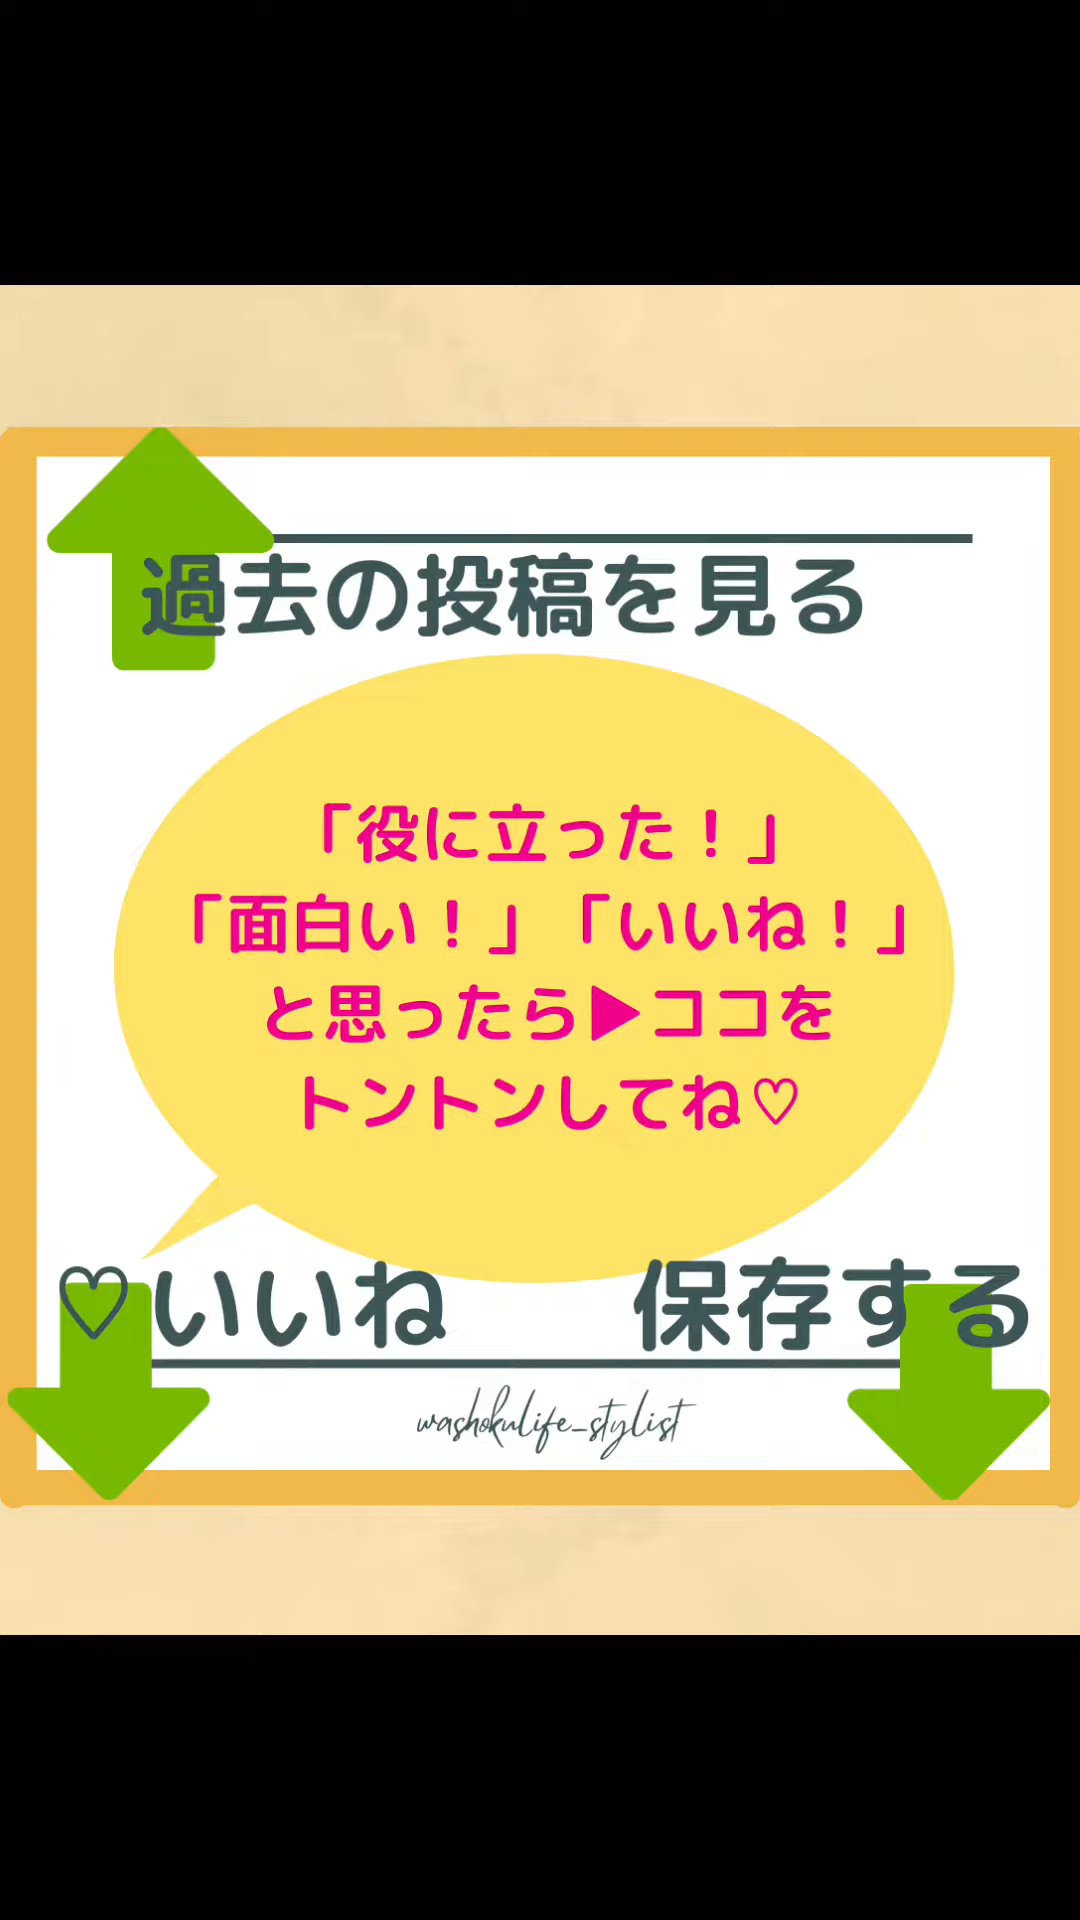 過去の投稿を見る
「役に立った！」
「面白い！」「いいね！」
と思ったら▶ココを
トントンしてね♡
♡いいね 保存する
washokulife_stylist